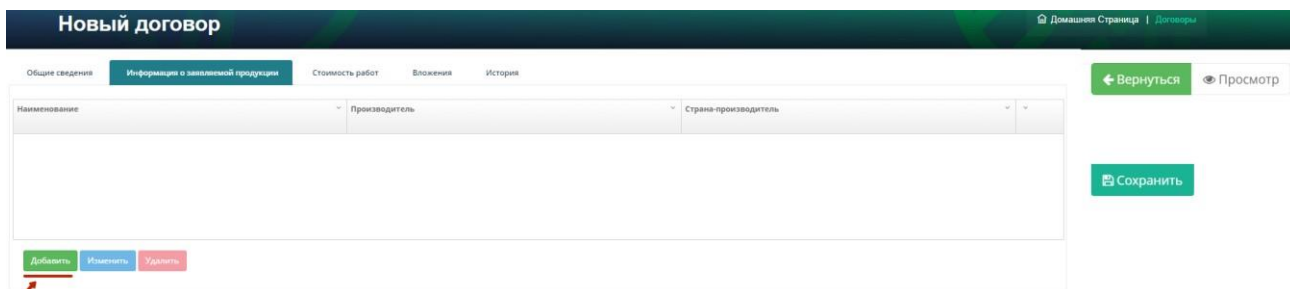 Новый договор
Домашняя Страница | Договоры
Общие сведения Информация о заявляемой продукции Стоимость работ Вложения История
Вернуться Просмотр
Наименование Производитель Страна-производитель
Сохранить
Добавить Изменить Удалить